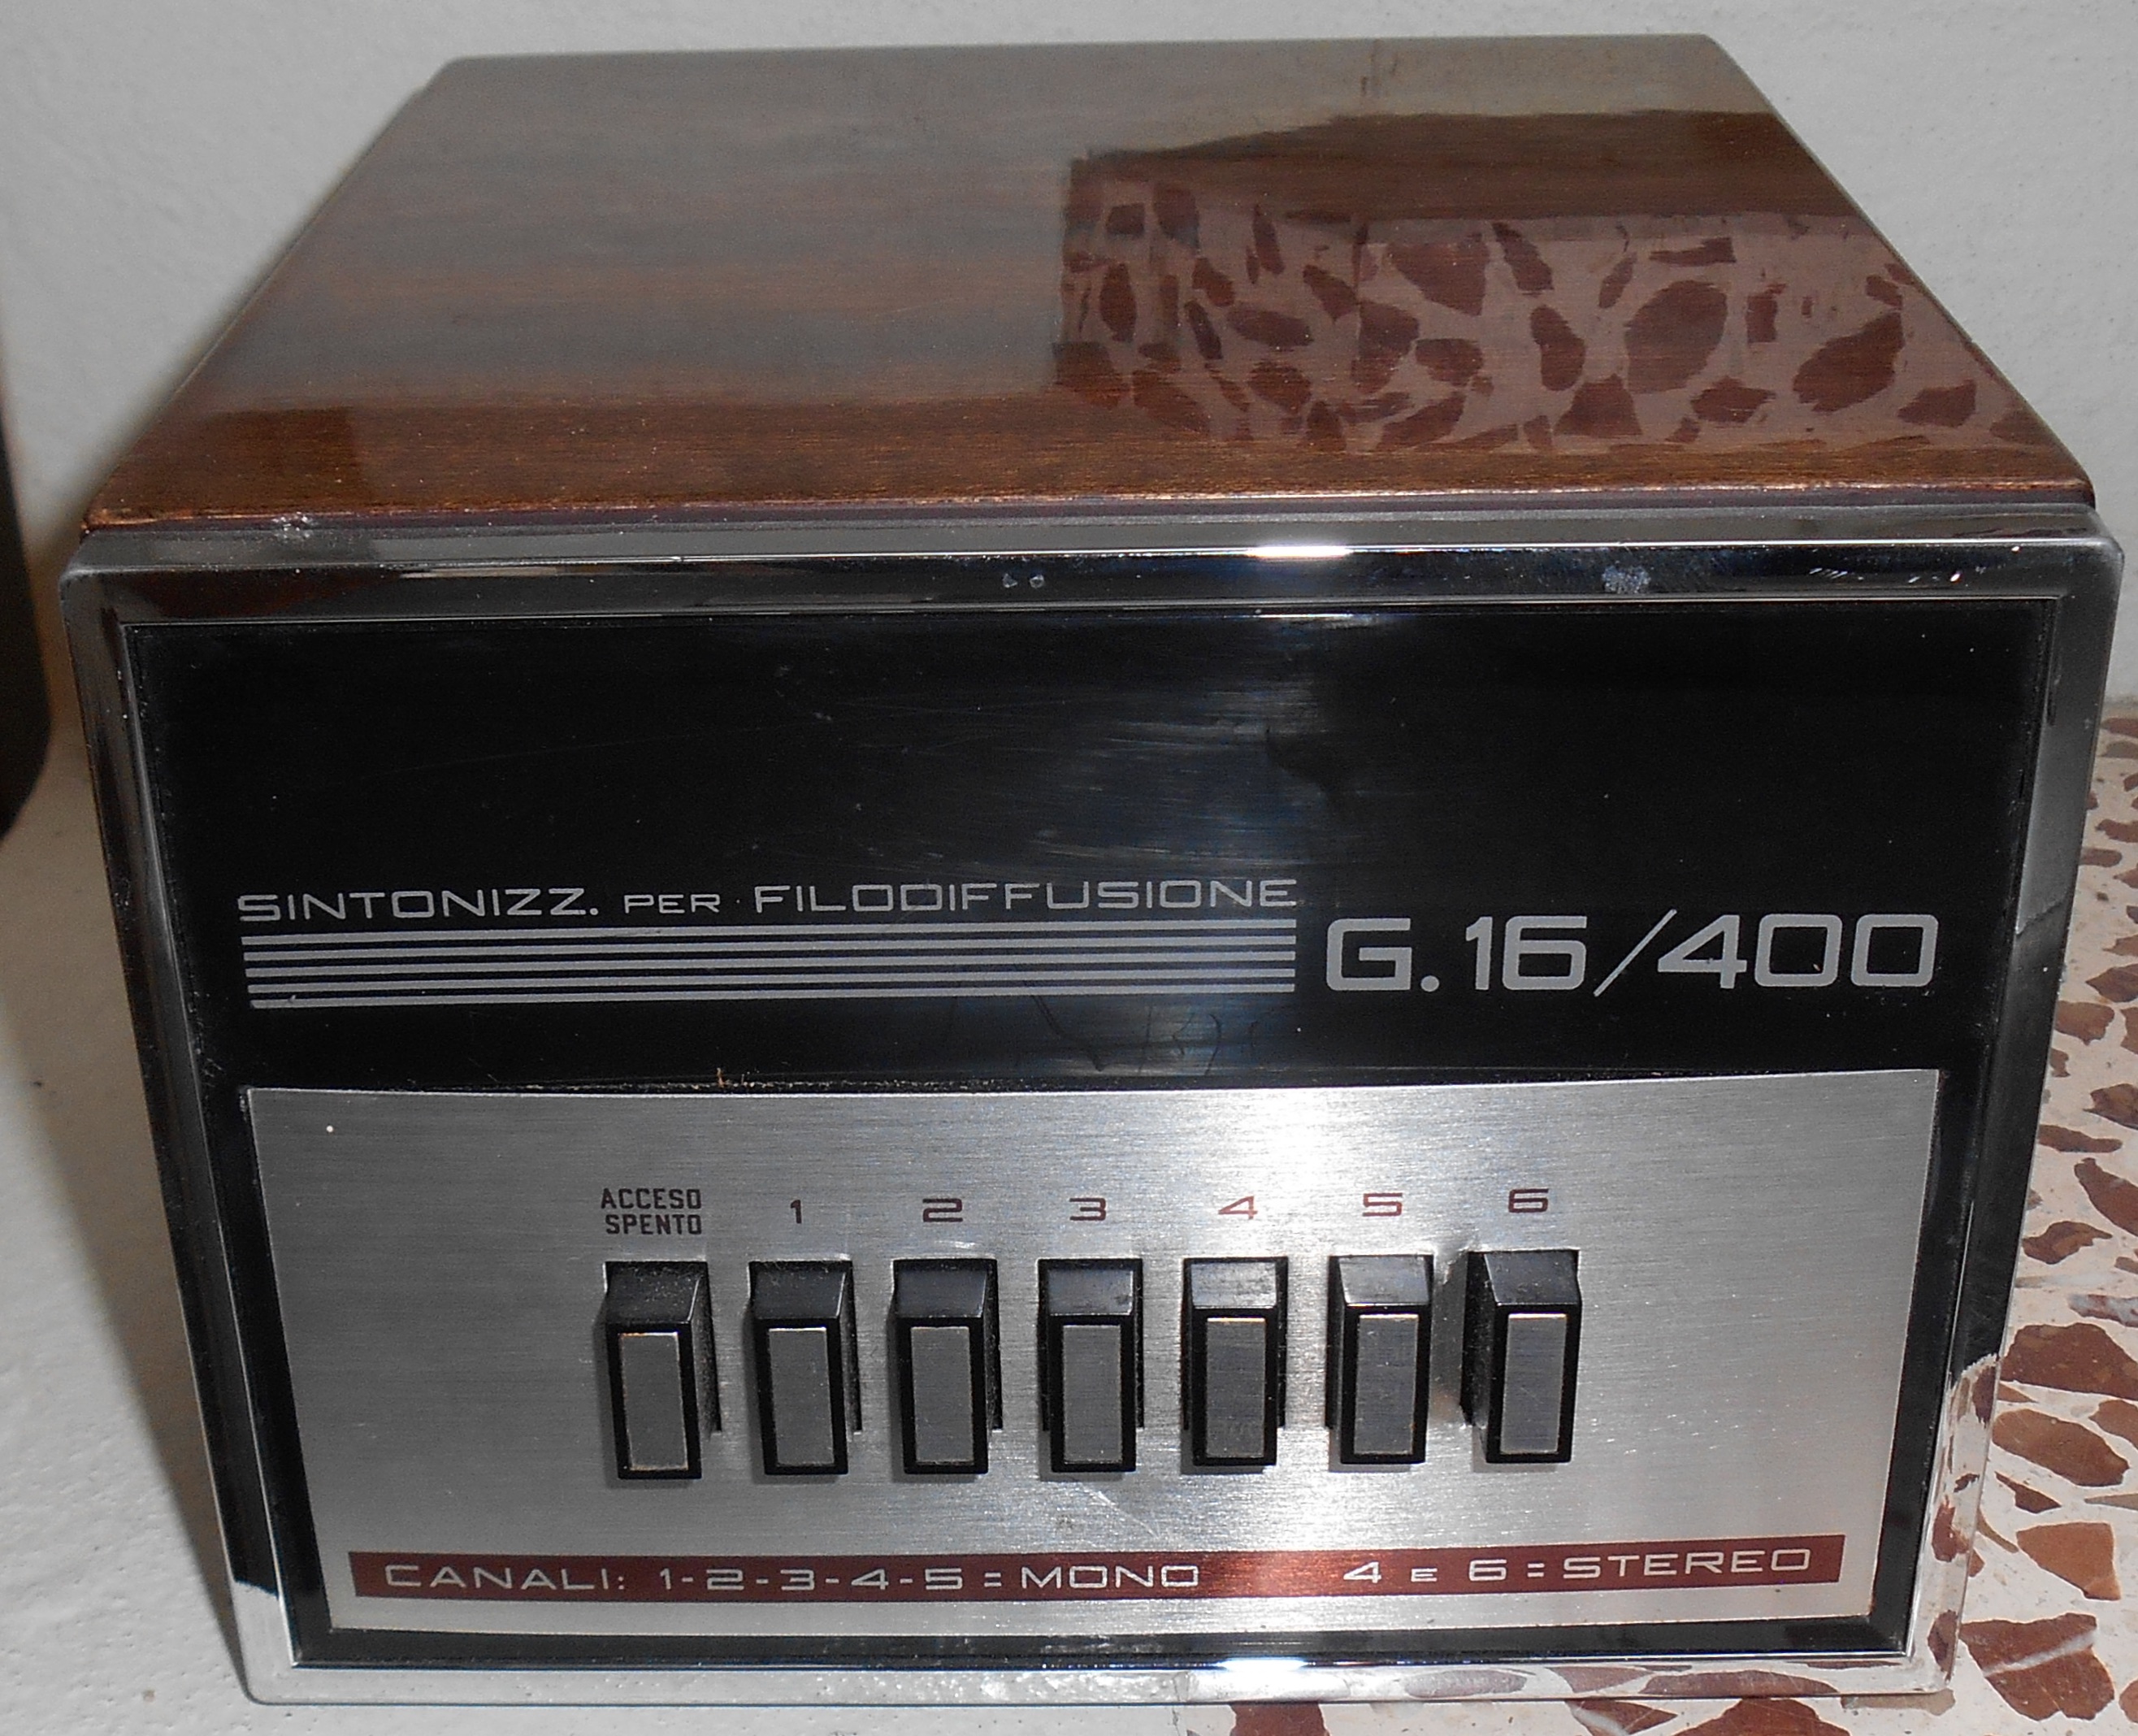 SINTONIZZ. PER FILODIFFUSIONE
G.16/400
ACCESO
SPENTO
1 2 3 4 5 6
CANALI: 1-2-3-4-5=MONO 4 E 6=STEREO